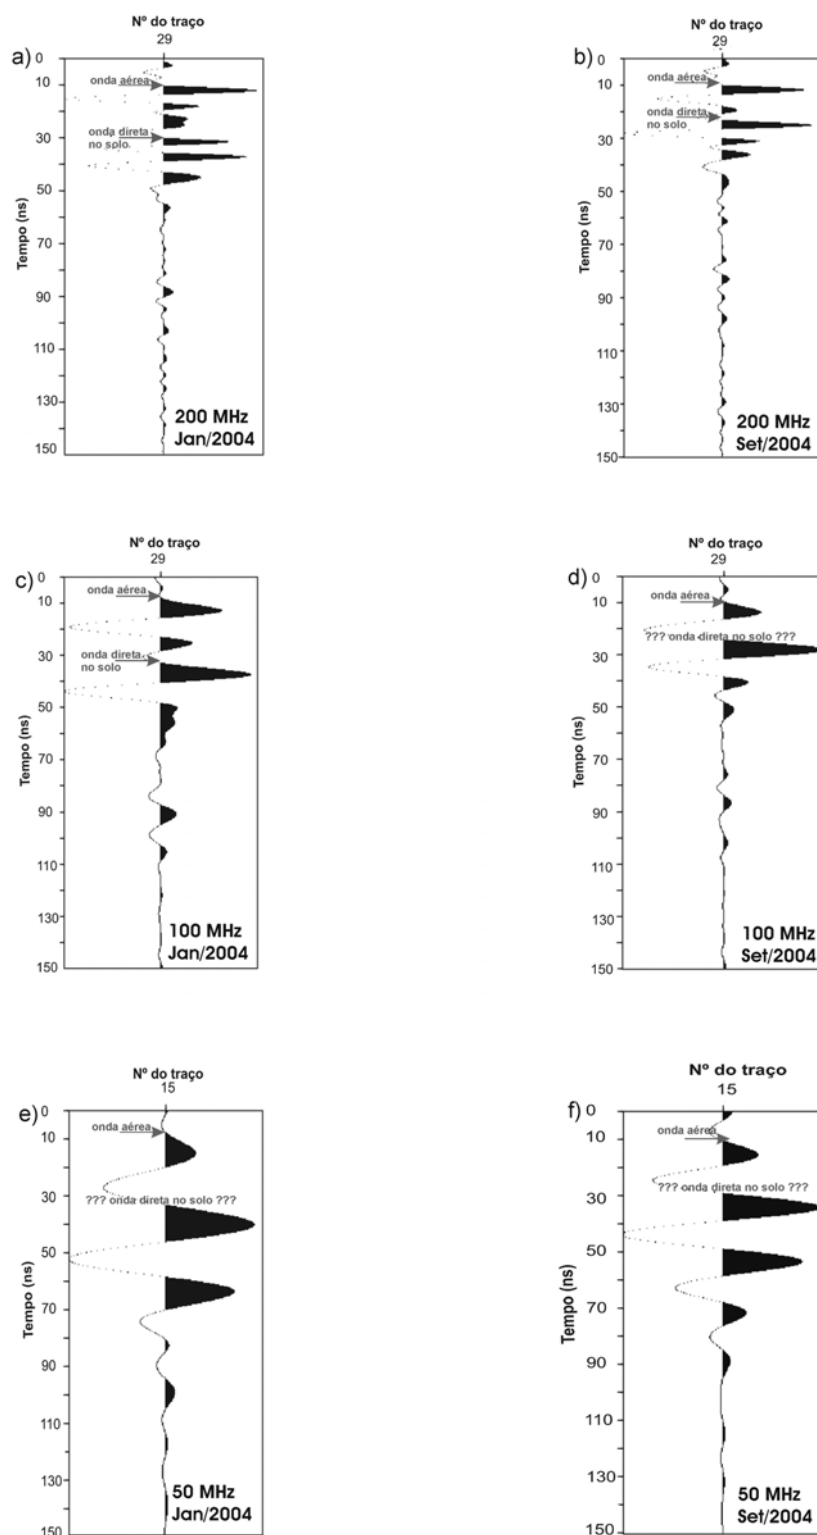 a)
Nº do traço
29
0
10
30
50
70
90
110
130
150
Tempo (ns)
onda aérea
onda direta
no solo
200 MHz
Jan/2004
b)
Nº do traço
29
0
10
30
50
70
90
110
130
150
Tempo (ns)
onda aérea
onda direta
no solo
200 MHz
Set/2004
c)
Nº do traço
29
0
10
30
50
70
90
110
130
150
Tempo (ns)
onda aérea
onda direta
no solo
100 MHz
Jan/2004
d)
Nº do traço
29
0
10
30
50
70
90
110
130
150
Tempo (ns)
onda aérea
??? onda direta no solo ???
100 MHz
Set/2004
e)
Nº do traço
15
0
10
30
50
70
90
110
130
150
Tempo (ns)
onda aérea
??? onda direta no solo ???
50 MHz
Jan/2004
f)
Nº do traço
15
0
10
30
50
70
90
110
130
150
Tempo (ns)
onda aérea
??? onda direta no solo ???
50 MHz
Set/2004